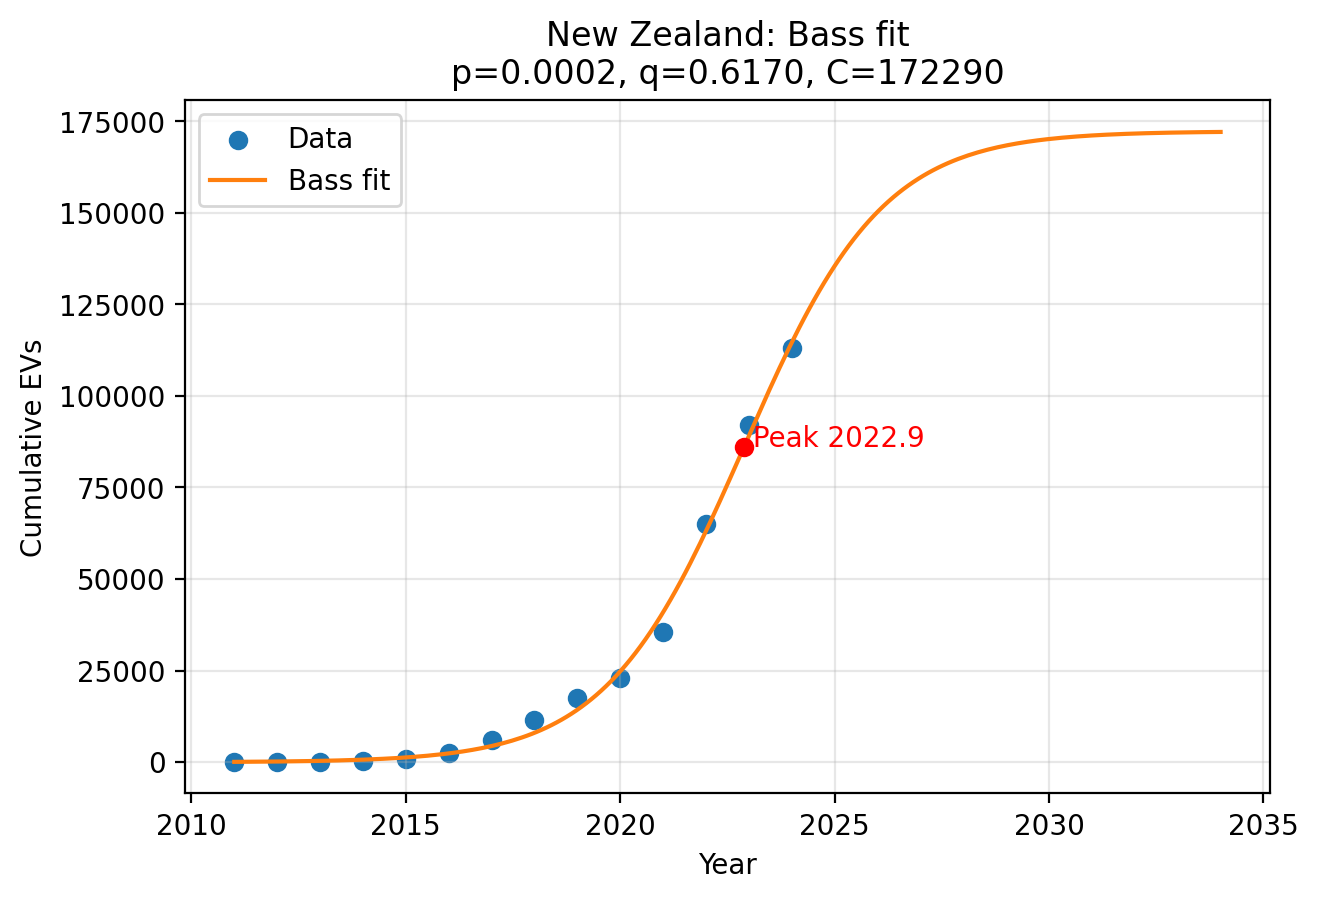 New Zealand: Bass fit
p=0.0002, q=0.6170, C=172290
175000
150000
125000
100000
75000
50000
25000
0
Cumulative EVs
Data
Bass fit
Peak 2022.9
2010
2015
2020
2025
2030
2035
Year